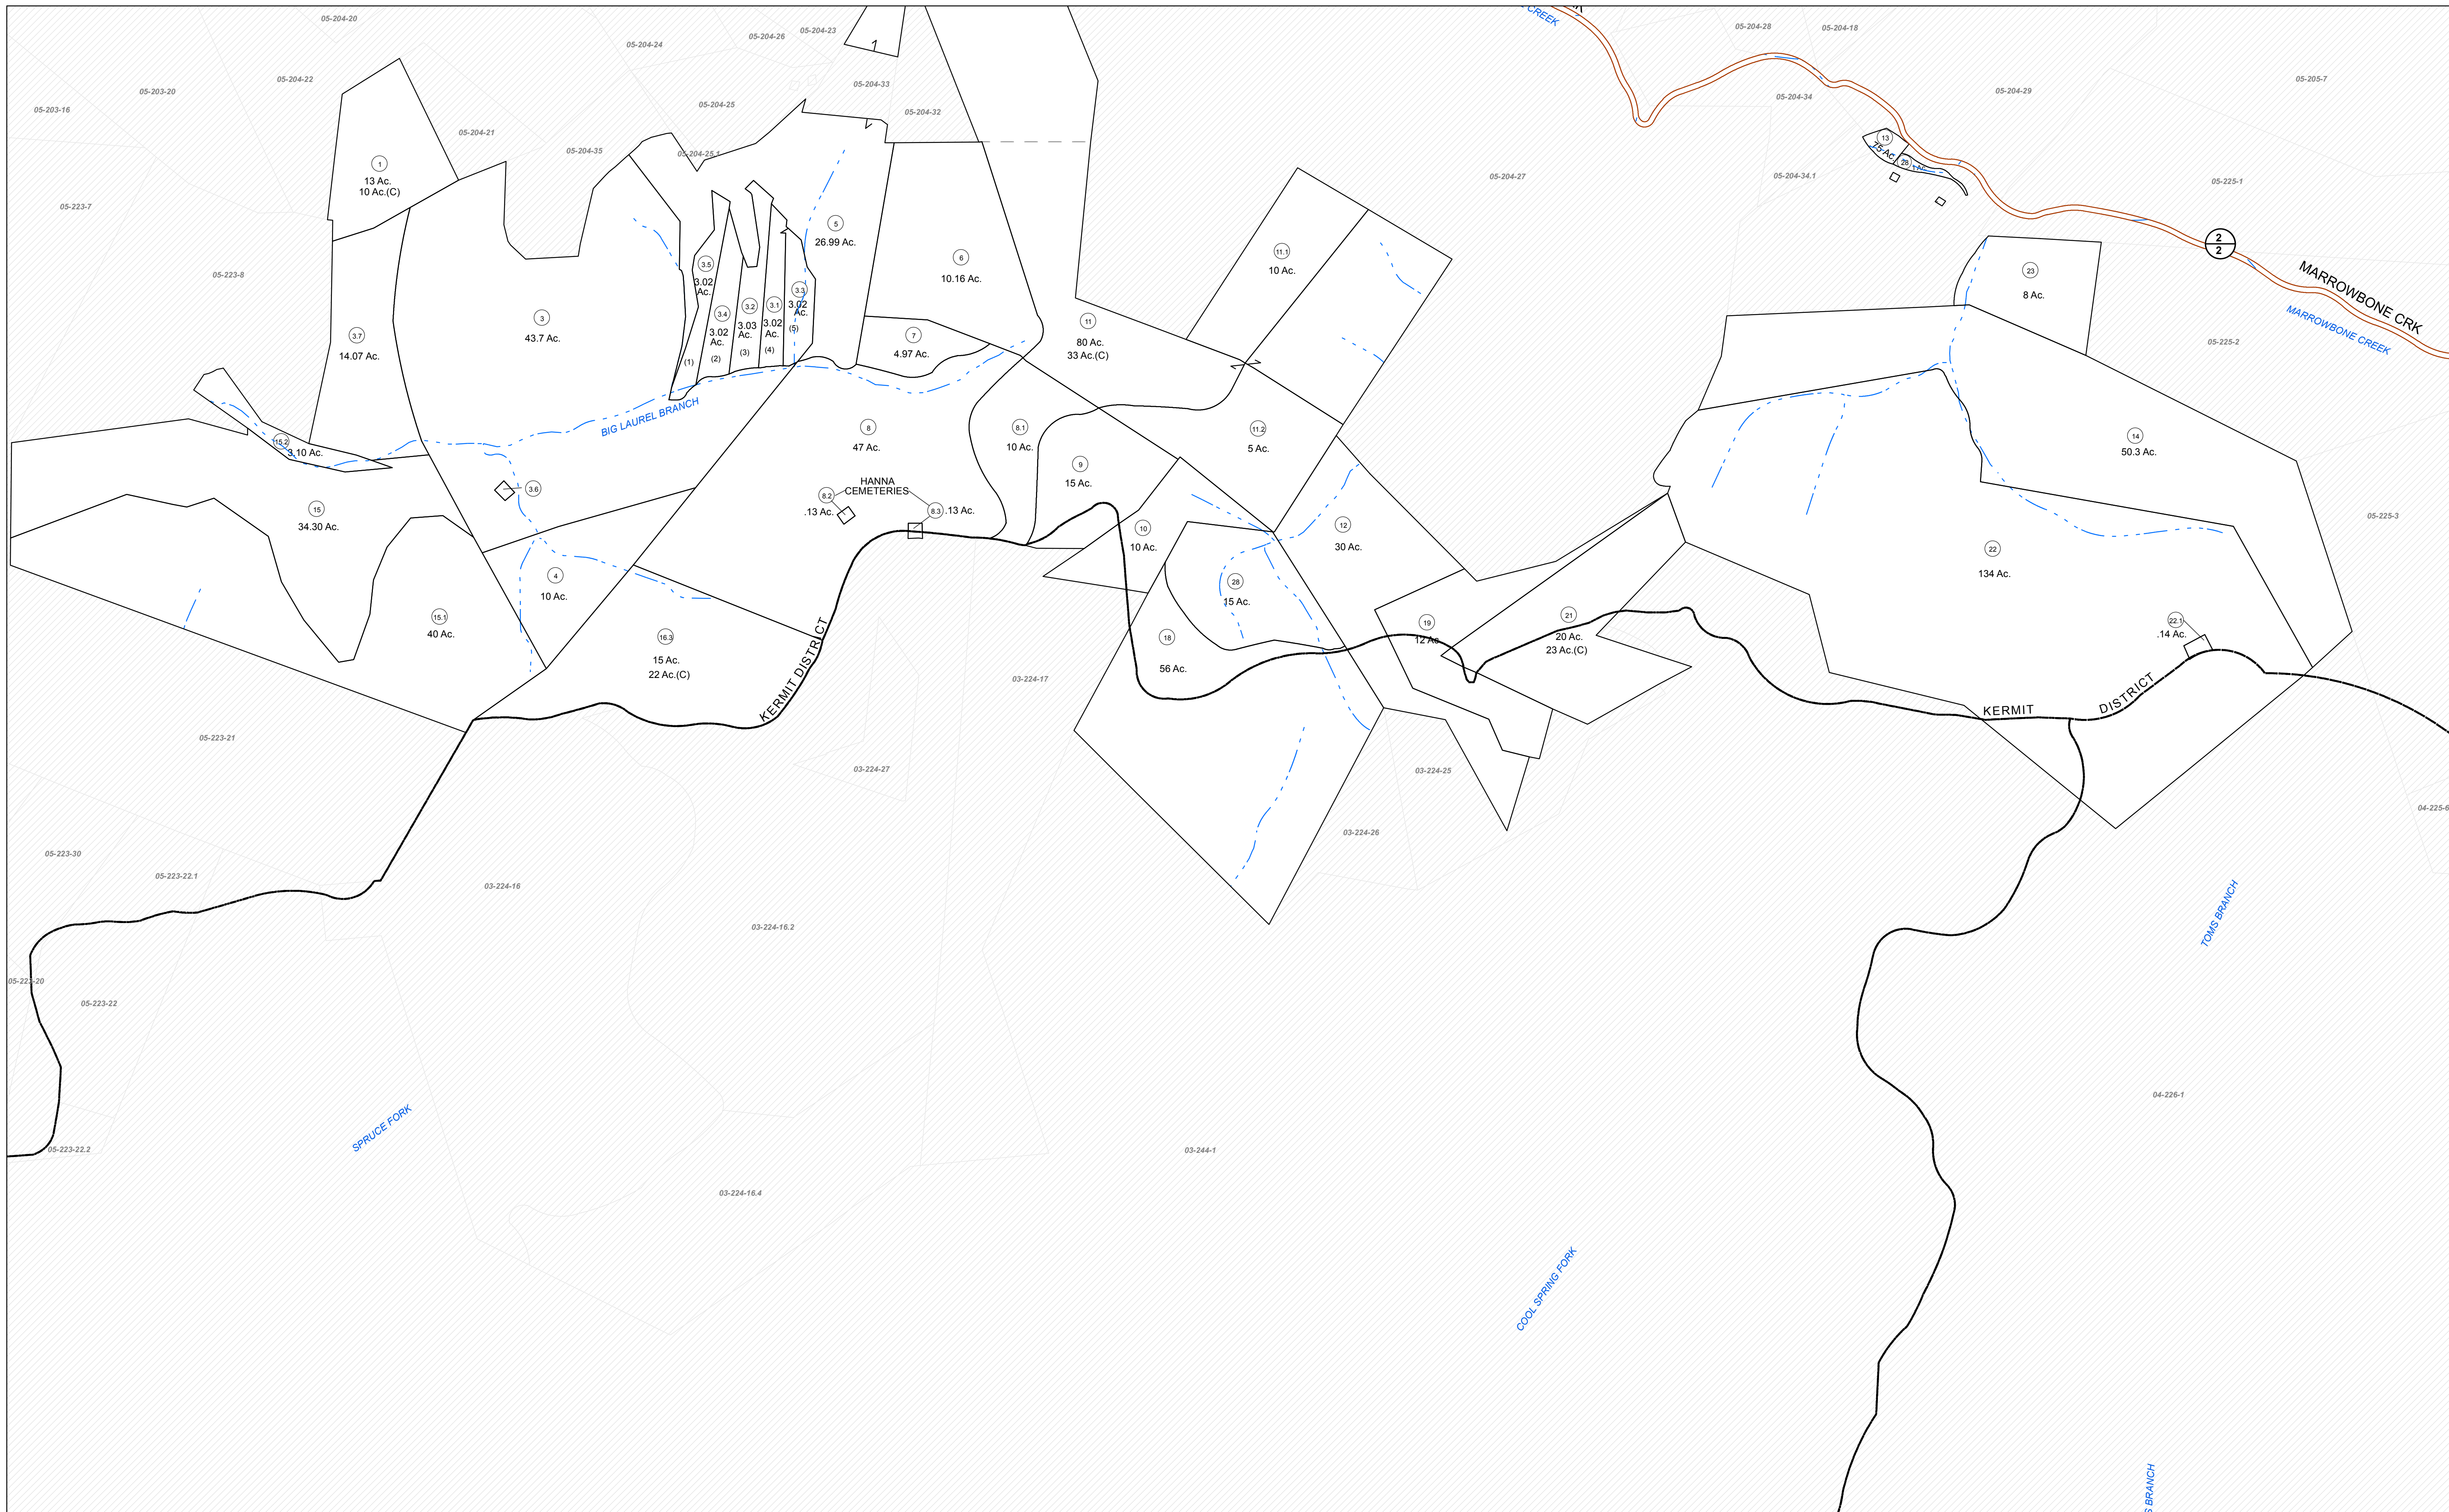 05-204-20
05-204-24
05-204-26
05-204-23
CREEK
05-204-28
05-204-18
05-204-22
05-203-20
05-203-16
05-204-25
05-204-33
05-204-32
05-204-34
05-204-29
05-205-7
05-204-21
05-204-35
05-204-25.1
05-204-27
05-204-34.1
05-225-1
05-223-7
05-223-8
05-225-2
05-225-3
1
13 Ac.
10 Ac.(C)
13
.75 Ac.
28
5
26.99 Ac.
6
10.16 Ac.
11.1
10 Ac.
23
8 Ac.
2
2
MARROWBONE CRK
MARROWBONE CREEK
3.7
14.07 Ac.
3
43.7 Ac.
3.5
3.02
Ac.
(1)
3.4
3.02
Ac.
(2)
3.2
3.03
Ac.
(3)
3.1
3.02
Ac.
(4)
3.3
3.02
Ac.
(5)
7
4.97 Ac.
11
80 Ac.
33 Ac.(C)
BIG LAUREL BRANCH
15.2
3.10 Ac.
8
47 Ac.
8.1
10 Ac.
11.2
5 Ac.
14
50.3 Ac.
9
15 Ac.
3.6
HANNA
CEMETERIES
8.2
.13 Ac.
8.3
.13 Ac.
15
34.30 Ac.
10
10 Ac.
12
30 Ac.
22
134 Ac.
4
10 Ac.
28
15 Ac.
15.1
40 Ac.
16.3
15 Ac.
22 Ac.(C)
18
56 Ac.
19
12 Ac.
21
20 Ac.
23 Ac.(C)
22.1
.14 Ac.
KERMIT DISTRICT
KERMIT
DISTRICT
03-224-17
05-223-21
03-224-27
03-224-25
03-224-26
04-225-6
05-223-30
05-223-22.1
03-224-16
03-224-16.2
TOMS BRANCH
05-223-20
05-223-22
04-226-1
SPRUCE FORK
05-223-22.2
03-244-1
03-224-16.4
COOL SPRING FORK
BRANCH